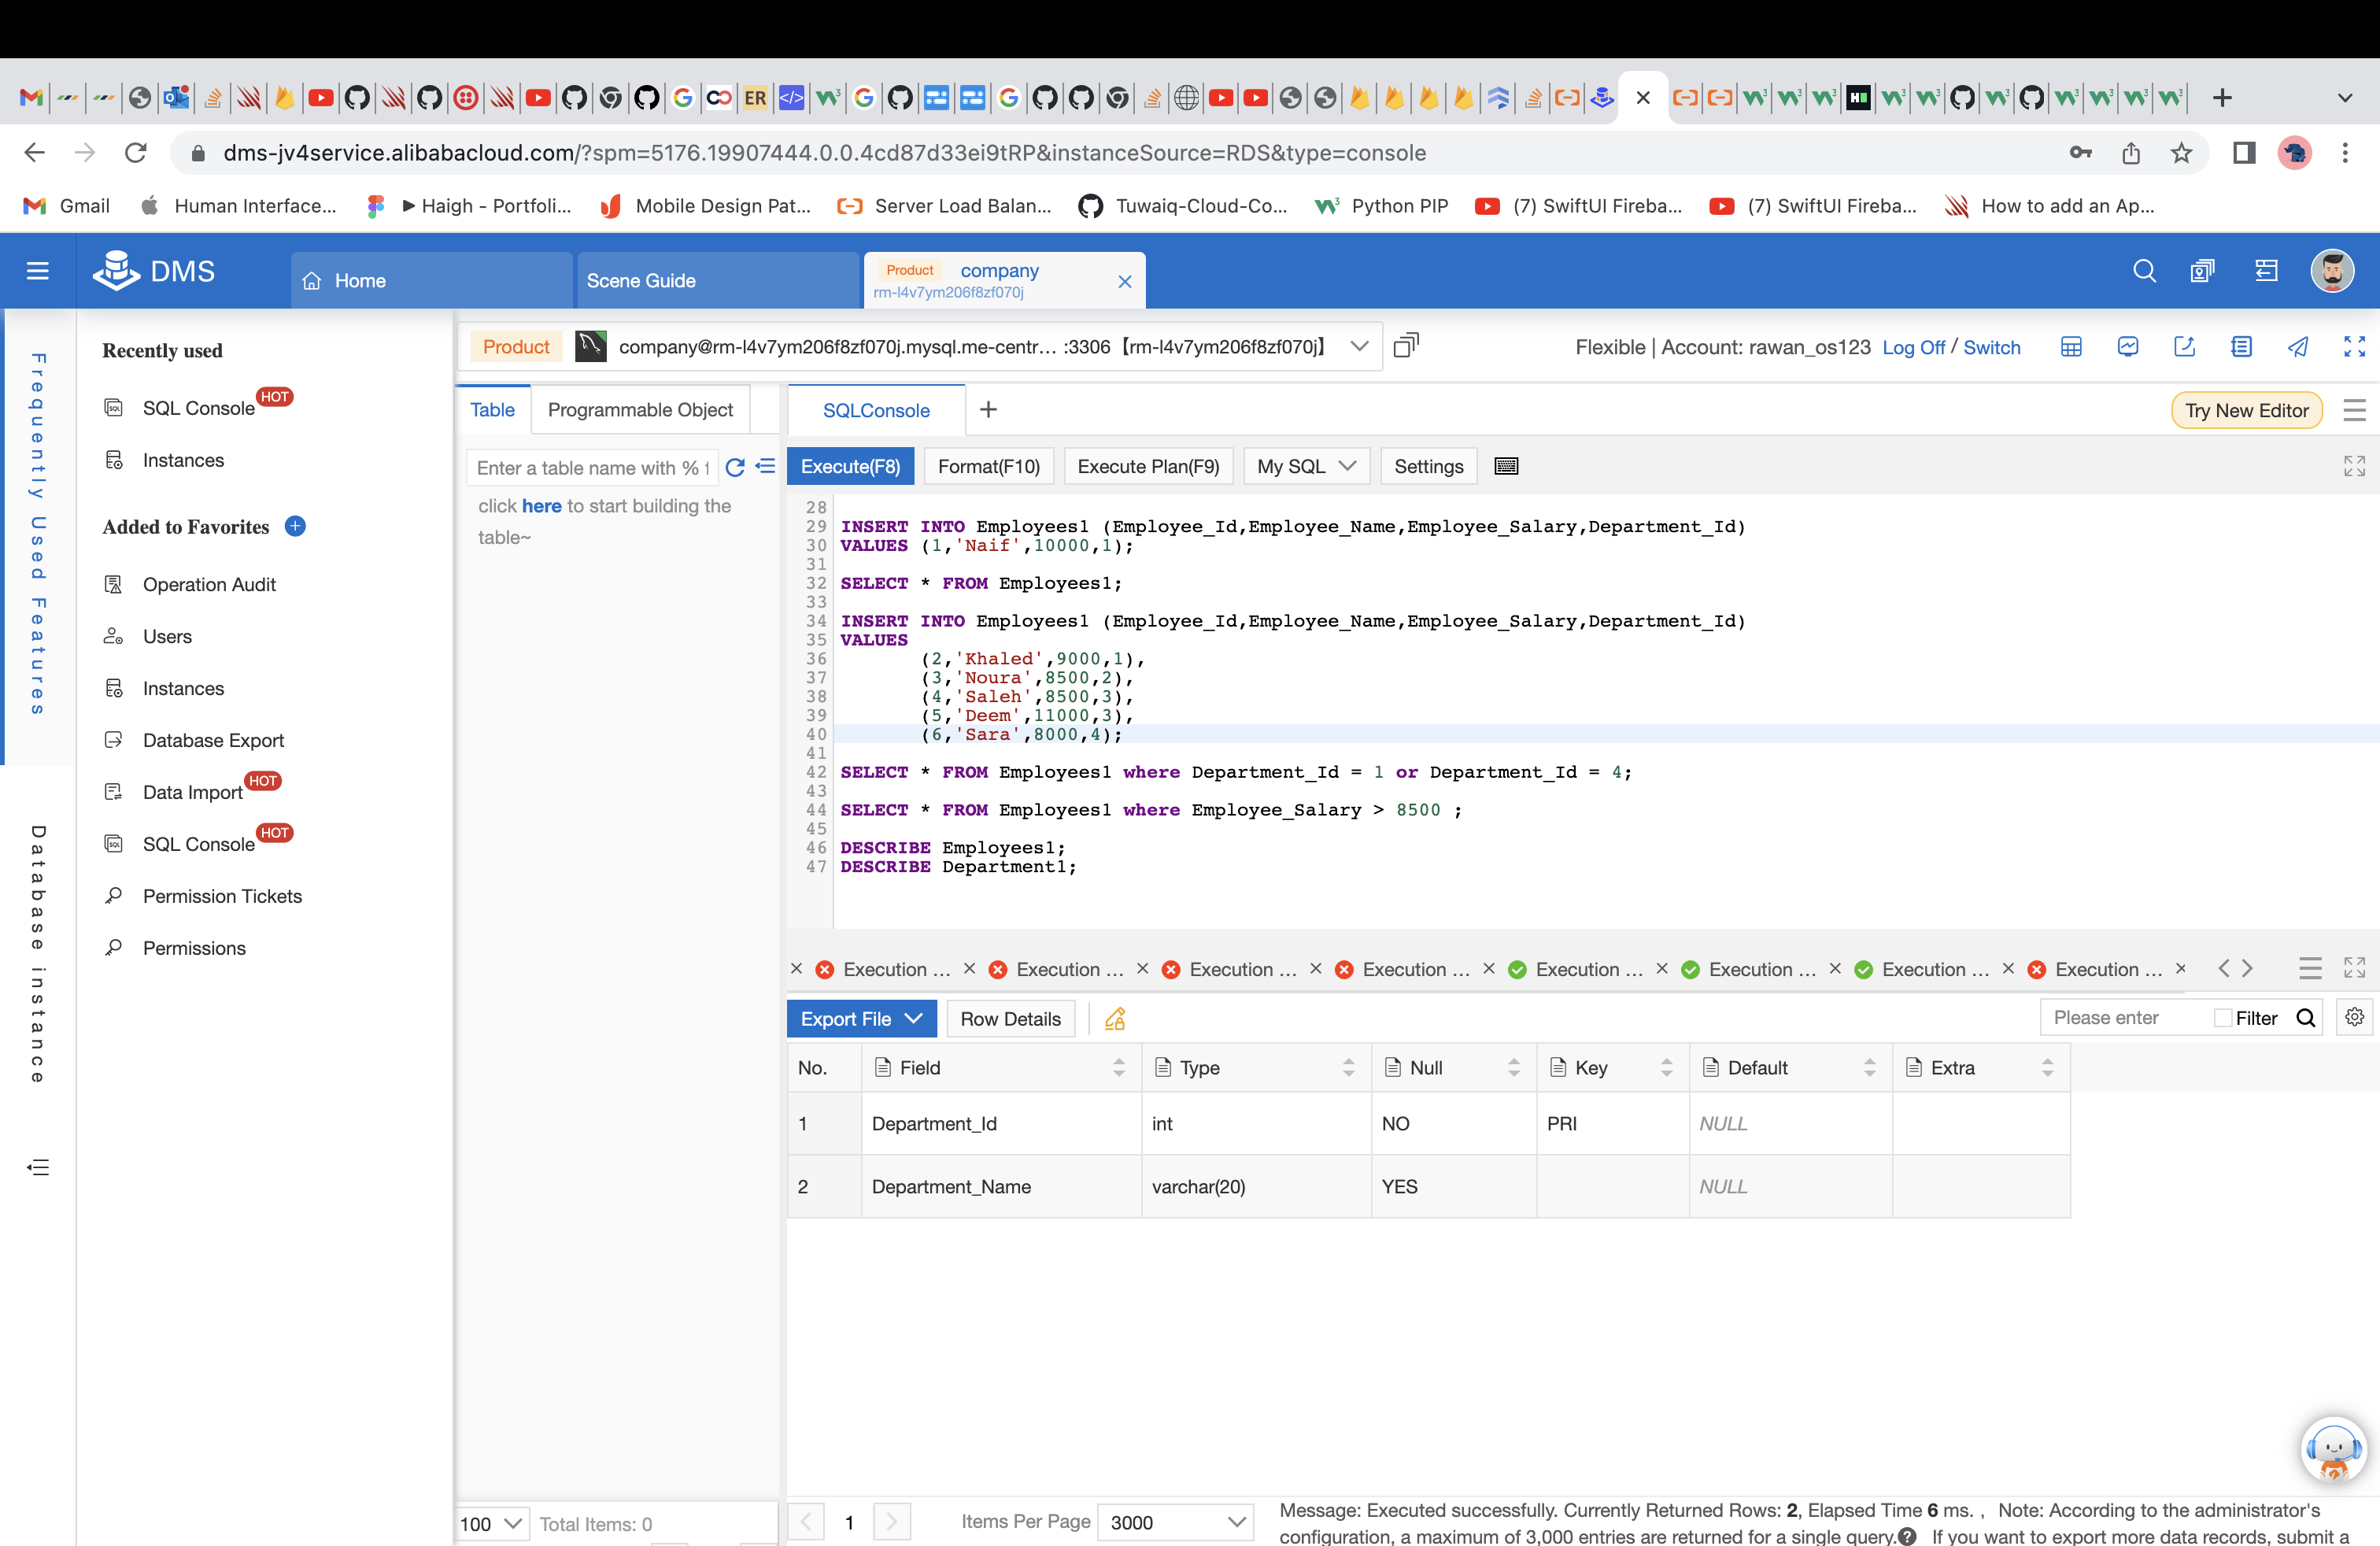 dms-jv4service.alibabacloud.com/?spm=5176.19907444.0.0.4cd87d33ei9tRP&instanceSource=RDS&type=console
Gmail
Human Interface...
▶ Haigh - Portfoli...
Mobile Design Pat...
Server Load Balan...
Tuwaiq-Cloud-Co...
Python PIP
(7) SwiftUI Fireba...
(7) SwiftUI Fireba...
How to add an Ap...
DMS
Home
Scene Guide
Product company
rm-l4v7ym206f8zf070j
Frequently Used Features
Database instance
Recently used
SQL Console HOT
Instances
Added to Favorites
Operation Audit
Users
Instances
Database Export
Data Import HOT
SQL Console HOT
Permission Tickets
Permissions
Product company@rm-l4v7ym206f8zf070j.mysql.me-centr... :3306【rm-l4v7ym206f8zf070j】
Flexible | Account: rawan_os123 Log Off / Switch
Table
Programmable Object
Enter a table name with % f
click here to start building the
table~
100
Total Items: 0
SQLConsole
Try New Editor
Execute(F8)
Format(F10)
Execute Plan(F9)
My SQL
Settings
28
29 INSERT INTO Employees1 (Employee_Id,Employee_Name,Employee_Salary,Department_Id)
30 VALUES (1,'Naif',10000,1);
31
32 SELECT * FROM Employees1;
33
34 INSERT INTO Employees1 (Employee_Id,Employee_Name,Employee_Salary,Department_Id)
35 VALUES
36 (2,'Khaled',9000,1),
37 (3,'Noura',8500,2),
38 (4,'Saleh',8500,3),
39 (5,'Deem',11000,3),
40 (6,'Sara',8000,4);
41
42 SELECT * FROM Employees1 where Department_Id = 1 or Department_Id = 4;
43
44 SELECT * FROM Employees1 where Employee_Salary > 8500 ;
45
46 DESCRIBE Employees1;
47 DESCRIBE Department1;
Execution ...
Execution ...
Execution ...
Execution ...
Execution ...
Execution ...
Execution ...
Execution ...
Export File
Row Details
Please enter
Filter
No. Field Type Null Key Default Extra
1 Department_Id int NO PRI NULL
2 Department_Name varchar(20) YES NULL
1
Items Per Page 3000
Message: Executed successfully. Currently Returned Rows: 2, Elapsed Time 6 ms. , Note: According to the administrator's
configuration, a maximum of 3,000 entries are returned for a single query. If you want to export more data records, submit a